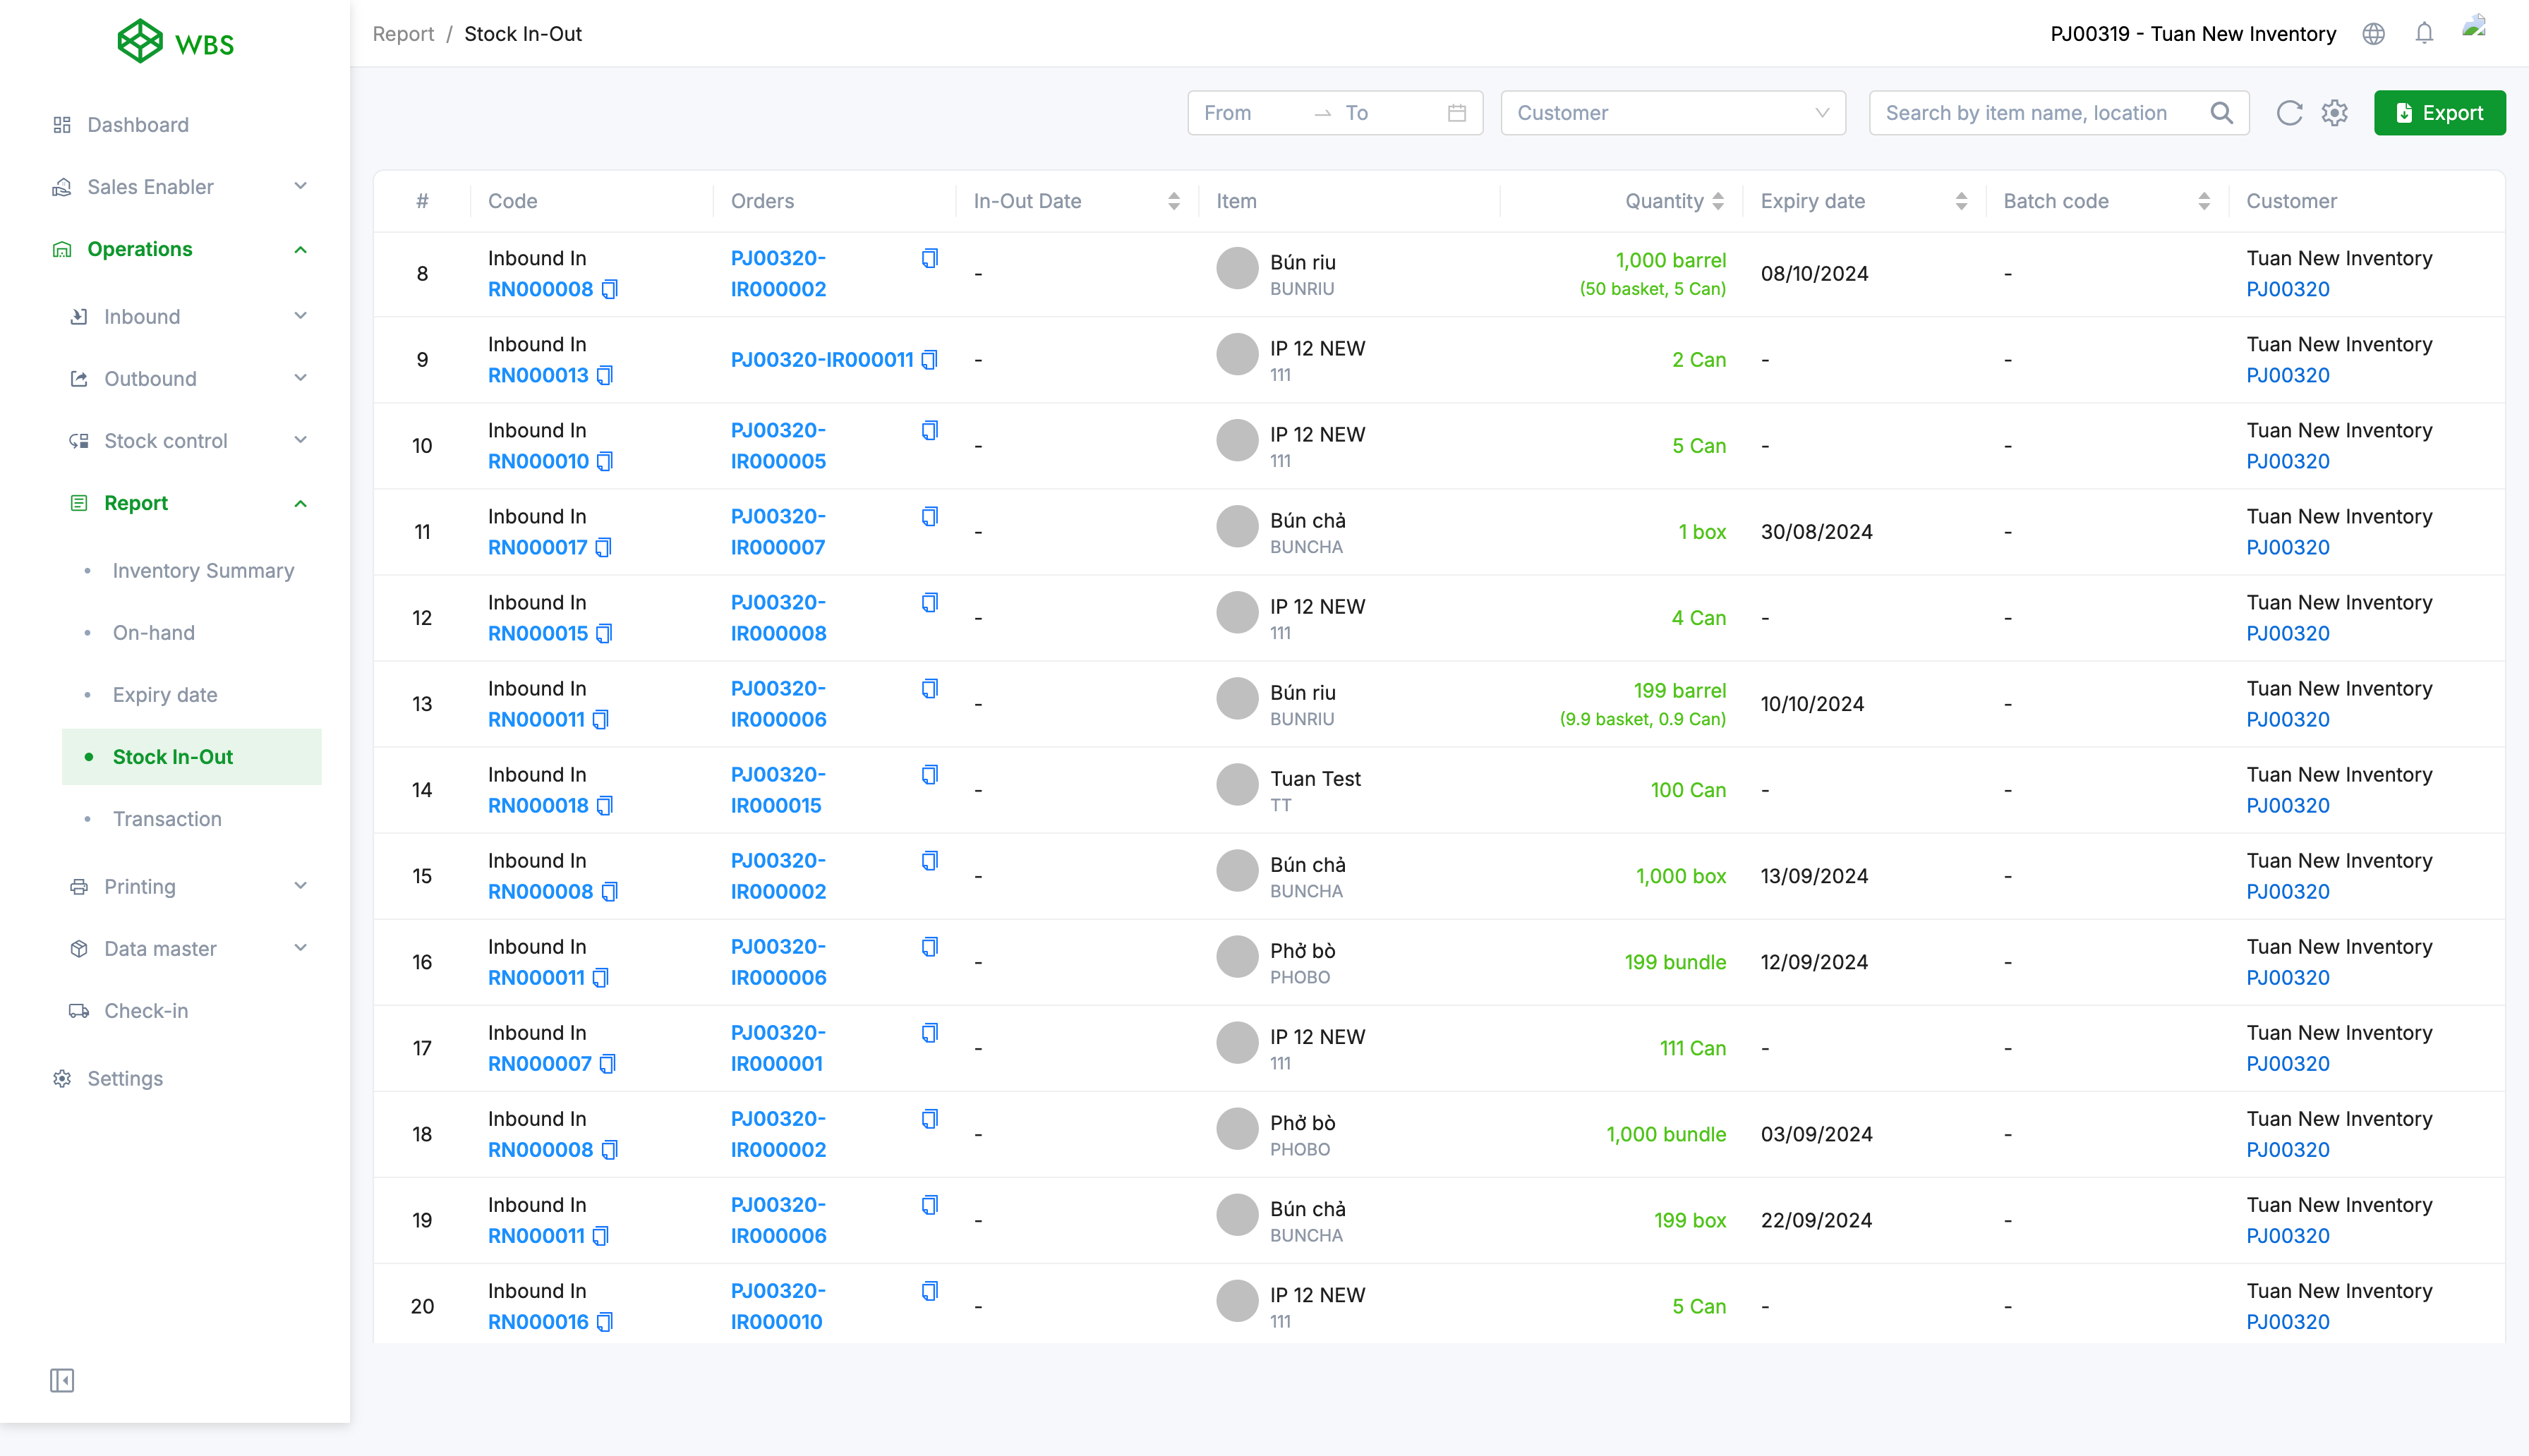 WBS
Report / Stock In-Out
PJ00319 - Tuan New Inventory
Dashboard
Sales Enabler
Operations
Inbound
Outbound
Stock control
Report
Inventory Summary
On-hand
Expiry date
Stock In-Out
Transaction
Printing
Data master
Check-in
Settings
From To
Customer
Search by item name, location
Export
# Code Orders In-Out Date Item Quantity Expiry date Batch code Customer
8
Inbound In
RN000008
PJ00320-
IR000002
-
Bún riu
BUNRIU
1,000 barrel
(50 basket, 5 Can)
08/10/2024
-
Tuan New Inventory
PJ00320
9
Inbound In
RN000013
PJ00320-IR000011
-
IP 12 NEW
111
2 Can
-
-
Tuan New Inventory
PJ00320
10
Inbound In
RN000010
PJ00320-
IR000005
-
IP 12 NEW
111
5 Can
-
-
Tuan New Inventory
PJ00320
11
Inbound In
RN000017
PJ00320-
IR000007
-
Bún chả
BUNCHA
1 box
30/08/2024
-
Tuan New Inventory
PJ00320
12
Inbound In
RN000015
PJ00320-
IR000008
-
IP 12 NEW
111
4 Can
-
-
Tuan New Inventory
PJ00320
13
Inbound In
RN000011
PJ00320-
IR000006
-
Bún riu
BUNRIU
199 barrel
(9.9 basket, 0.9 Can)
10/10/2024
-
Tuan New Inventory
PJ00320
14
Inbound In
RN000018
PJ00320-
IR000015
-
Tuan Test
TT
100 Can
-
-
Tuan New Inventory
PJ00320
15
Inbound In
RN000008
PJ00320-
IR000002
-
Bún chả
BUNCHA
1,000 box
13/09/2024
-
Tuan New Inventory
PJ00320
16
Inbound In
RN000011
PJ00320-
IR000006
-
Phở bò
PHOBO
199 bundle
12/09/2024
-
Tuan New Inventory
PJ00320
17
Inbound In
RN000007
PJ00320-
IR000001
-
IP 12 NEW
111
111 Can
-
-
Tuan New Inventory
PJ00320
18
Inbound In
RN000008
PJ00320-
IR000002
-
Phở bò
PHOBO
1,000 bundle
03/09/2024
-
Tuan New Inventory
PJ00320
19
Inbound In
RN000011
PJ00320-
IR000006
-
Bún chả
BUNCHA
199 box
22/09/2024
-
Tuan New Inventory
PJ00320
20
Inbound In
RN000016
PJ00320-
IR000010
-
IP 12 NEW
111
5 Can
-
-
Tuan New Inventory
PJ00320